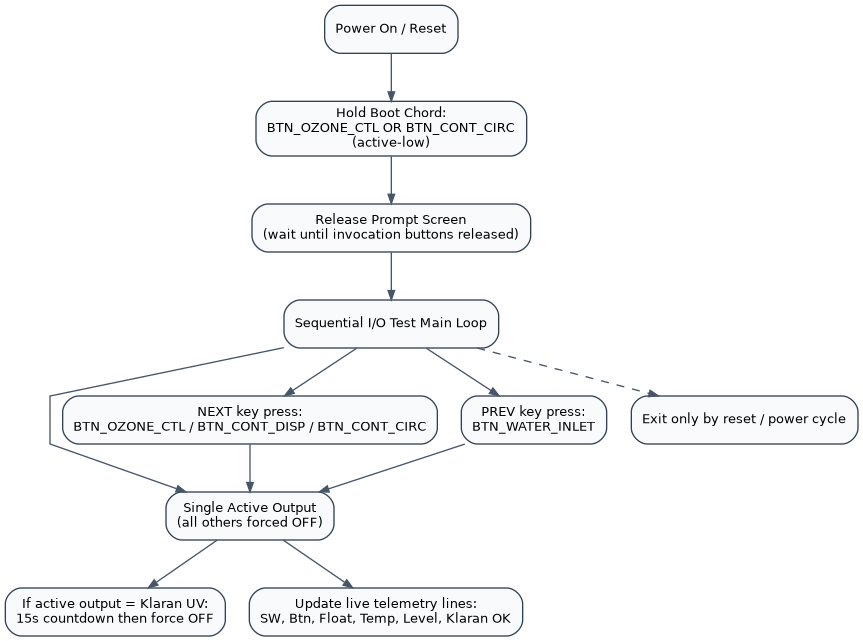 Power On / Reset
Hold Boot Chord:
BTN_OZONE_CTL OR BTN_CONT_CIRC
(active-low)
Release Prompt Screen
(wait until invocation buttons released)
Sequential I/O Test Main Loop
NEXT key press:
BTN_OZONE_CTL / BTN_CONT_DISP / BTN_CONT_CIRC
PREV key press:
BTN_WATER_INLET
Exit only by reset / power cycle
Single Active Output
(all others forced OFF)
If active output = Klaran UV:
15s countdown then force OFF
Update live telemetry lines:
SW, Btn, Float, Temp, Level, Klaran OK